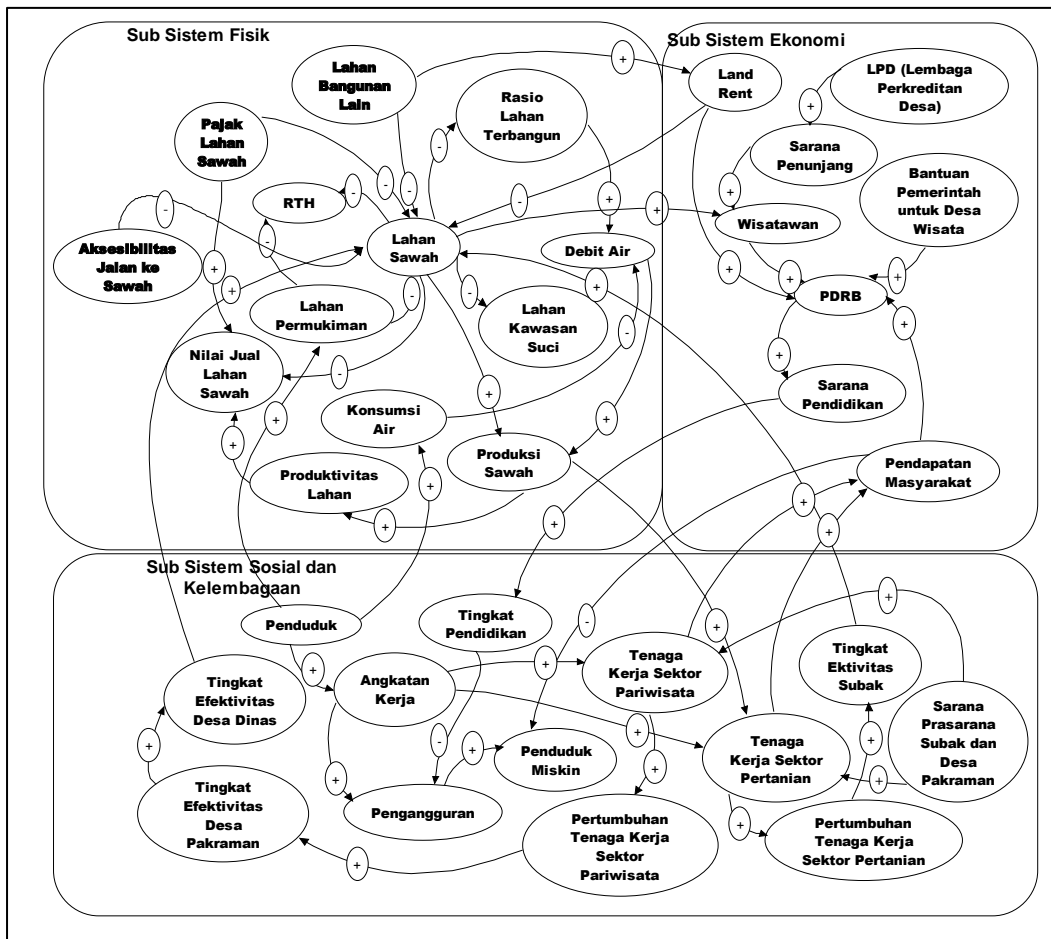 Sub Sistem Fisik
Lahan
Bangunan
Lain
Pajak
Lahan
Sawah
Rasio
Lahan
Terbangun
RTH
Aksesibilitas
Jalan ke
Sawah
Lahan
Sawah
Debit Air
Lahan
Permukiman
Lahan
Kawasan
Suci
Nilai Jual
Lahan
Sawah
Konsumsi
Air
Produktivitas
Lahan
Produksi
Sawah
+
-
-
-
-
-
-
+
-
+
+
-
-
-
+
-
-
+
+
-
+
+
+
+
+
Sub Sistem Ekonomi
Land
Rent
LPD (Lembaga
Perkreditan
Desa)
Sarana
Penunjang
Bantuan
Pemerintah
untuk Desa
Wisata
Wisatawan
PDRB
Sarana
Pendidikan
Pendapatan
Masyarakat
+
+
+
+
+
+
+
+
+
+
Sub Sistem Sosial dan
Kelembagaan
Penduduk
Tingkat
Pendidikan
Tingkat
Efektivitas
Desa Dinas
Angkatan
Kerja
Tenaga
Kerja Sektor
Pariwisata
Tingkat
Ektivitas
Subak
Sarana
Prasarana
Subak dan
Desa
Pakraman
Tenaga
Kerja Sektor
Pertanian
Penduduk
Miskin
Tingkat
Efektivitas
Desa
Pakraman
Pengangguran
Pertumbuhan
Tenaga Kerja
Sektor
Pariwisata
Pertumbuhan
Tenaga Kerja
Sektor Pertanian
+
-
+
+
+
+
+
-
+
+
+
+
+
+
+
+